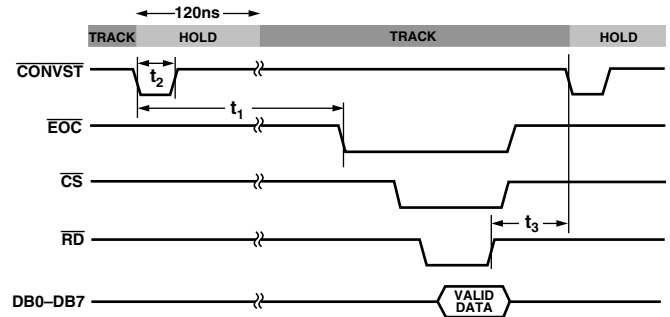 120ns
TRACK HOLD TRACK HOLD
CONVST
t2
t1
EOC
CS
t3
RD
DB0–DB7
VALID
DATA